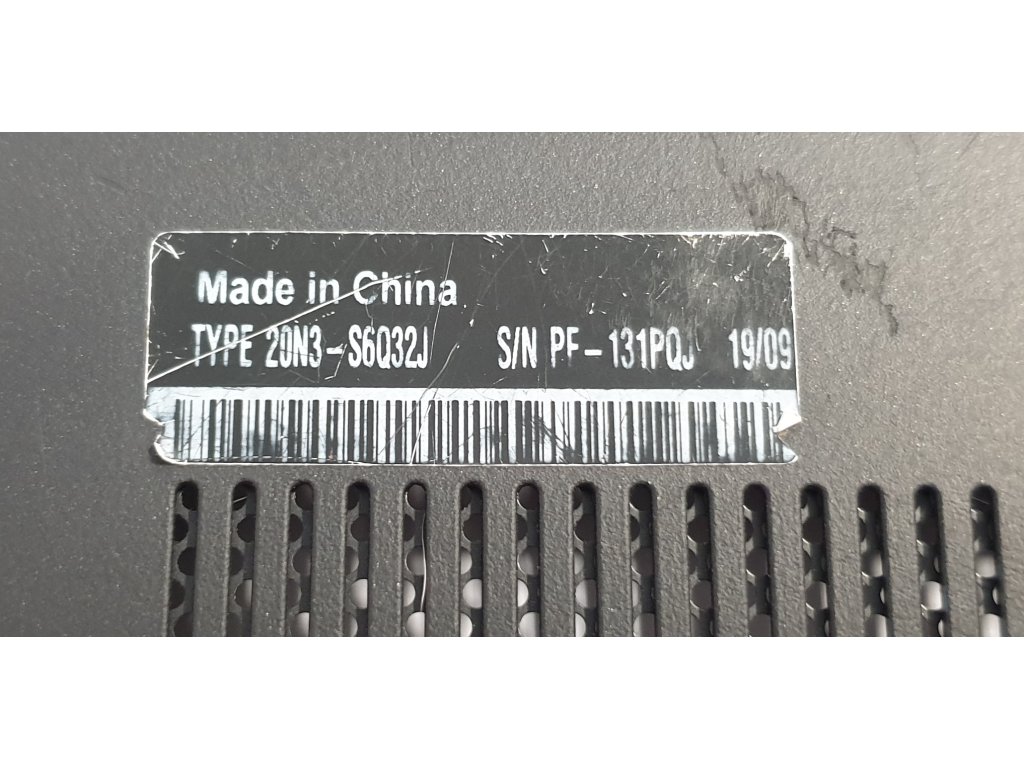 Made in China
TYPE 20N3-S6Q32J S/N PF-131PQJ 19/09